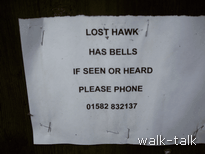 LOST HAWK
HAS BELLS
IF SEEN OR HEARD
PLEASE PHONE
01582 832137
walk-talk